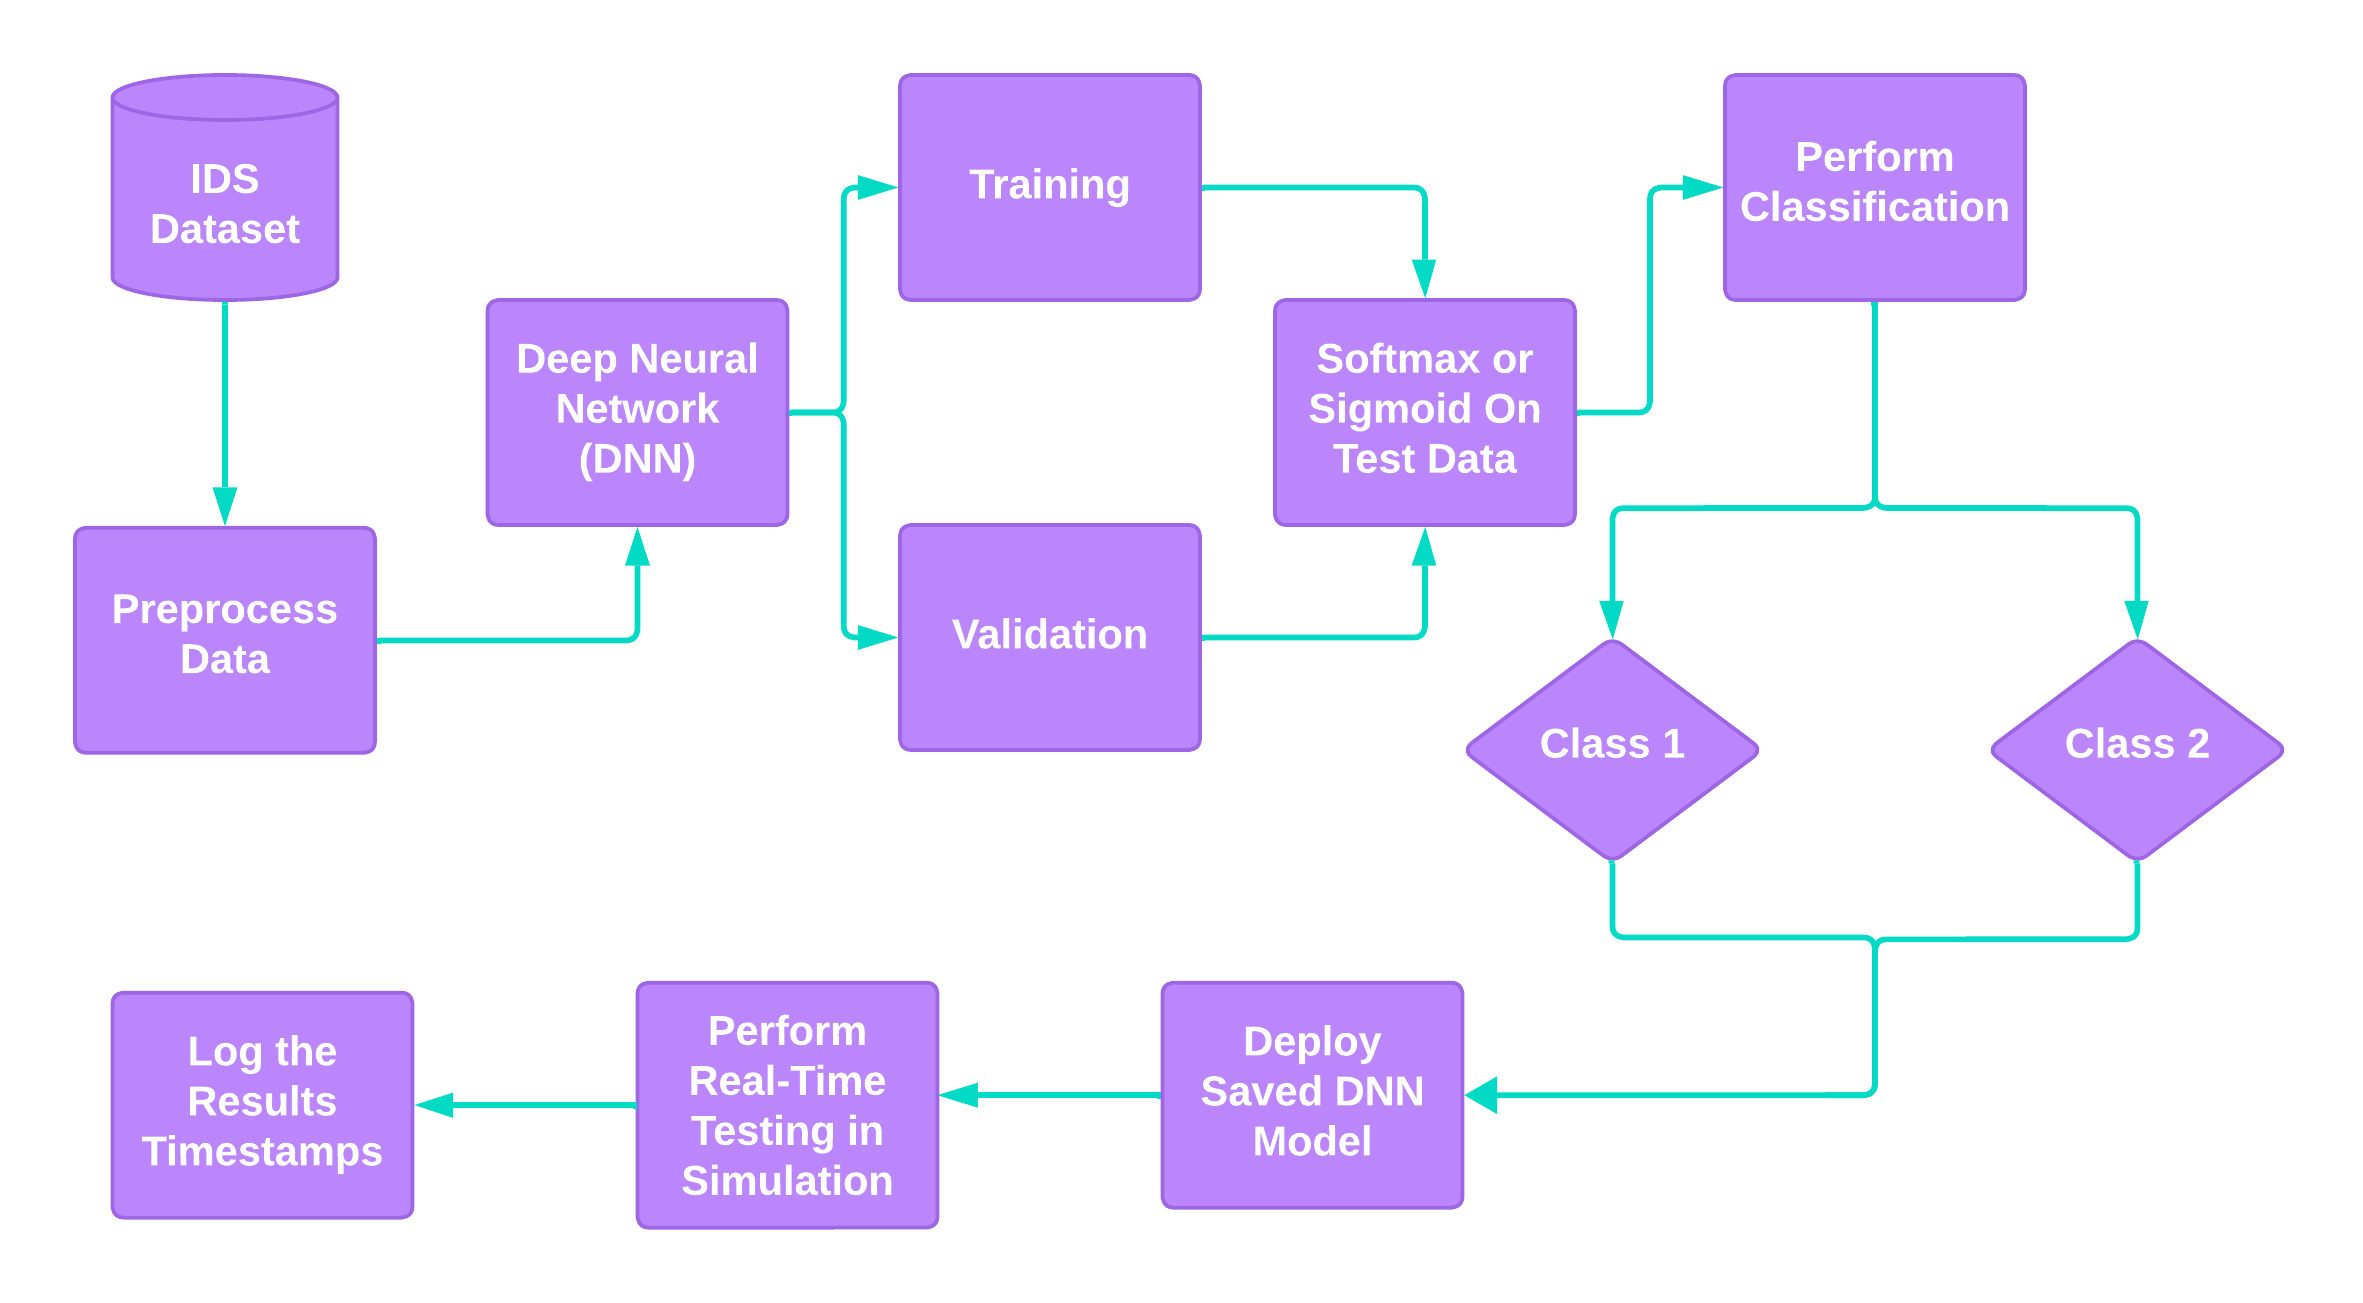 IDS
Dataset
Preprocess
Data
Deep Neural
Network
(DNN)
Training
Validation
Softmax or
Sigmoid On
Test Data
Perform
Classification
Class 1
Class 2
Deploy
Saved DNN
Model
Perform
Real-Time
Testing in
Simulation
Log the
Results
Timestamps